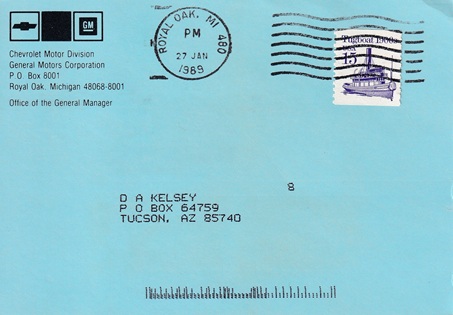 GM
Chevrolet Motor Division
General Motors Corporation
P.O. Box 8001
Royal Oak, Michigan 48068-8001
Office of the General Manager
ROYAL OAK, MI 480
PM
27 JAN
1989
Tugboat 1900s
15
8
D A KELSEY
P O BOX 64759
TUCSON, AZ 85740